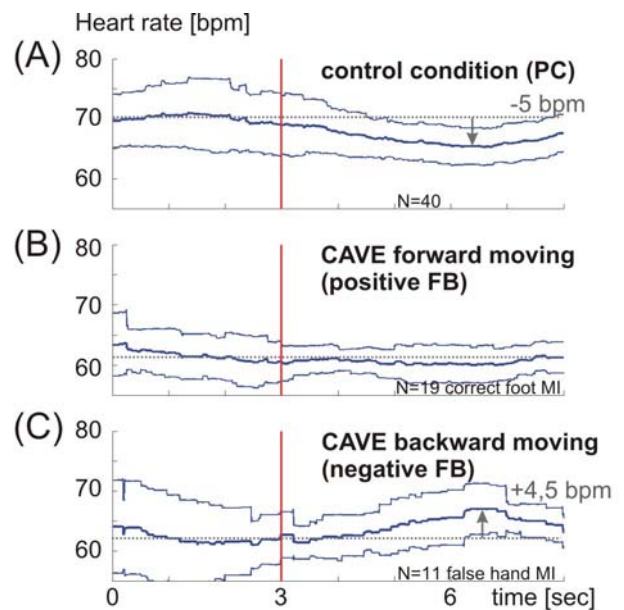 Heart rate [bpm]
(A)
80
control condition (PC)
-5 bpm
70
60
N=40
(B)
80
CAVE forward moving
(positive FB)
70
60
N=19 correct foot MI
(C)
80
CAVE backward moving
(negative FB)
70
+4,5 bpm
60
N=11 false hand MI
0 3 6 time [sec]